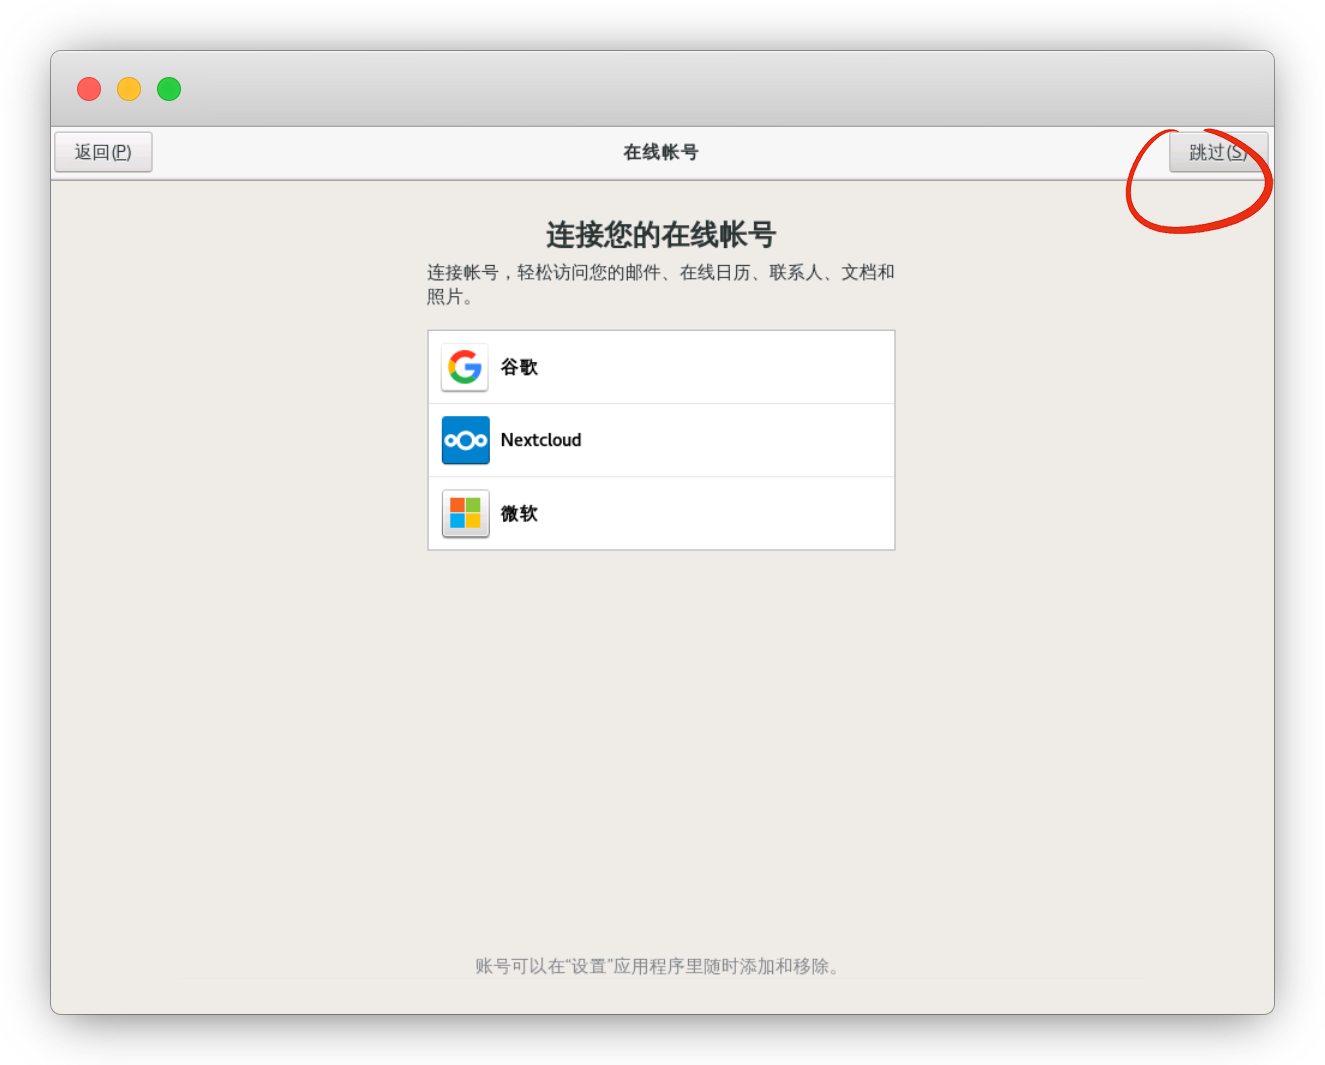 返回(P)
在线帐号
跳过(S)
连接您的在线帐号
连接帐号，轻松访问您的邮件、在线日历、联系人、文档和
照片。
谷歌
Nextcloud
微软
账号可以在“设置”应用程序里随时添加和移除。